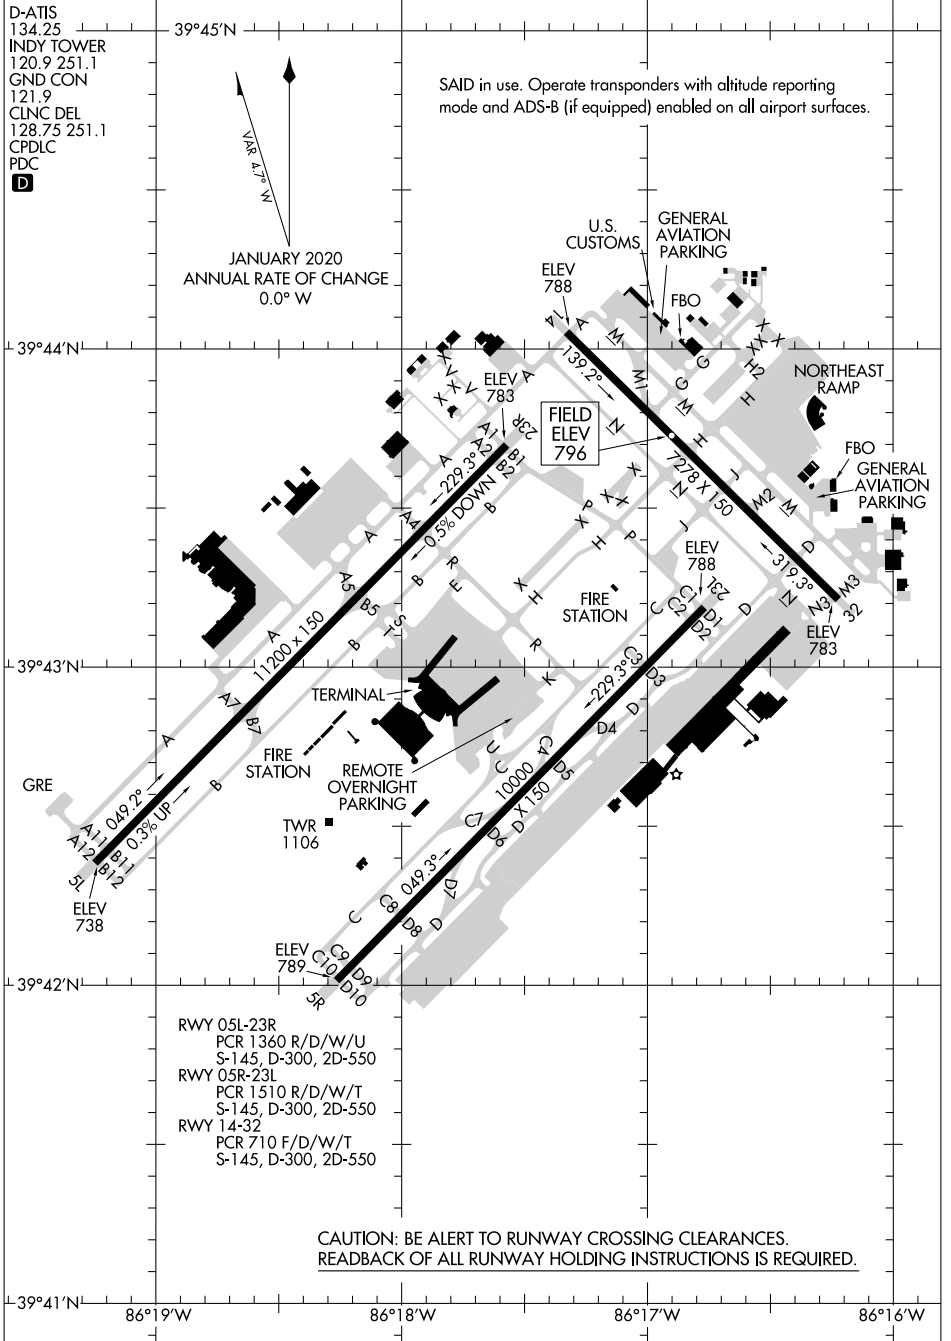 D-ATIS
134.25
INDY TOWER
120.9 251.1
GND CON
121.9
CLNC DEL
128.75 251.1
CPDLC
PDC
D
39°45'N
VAR 4.7° W
JANUARY 2020
ANNUAL RATE OF CHANGE
0.0° W
SAID in use. Operate transponders with altitude reporting
mode and ADS-B (if equipped) enabled on all airport surfaces.
U.S.
CUSTOMS
GENERAL
AVIATION
PARKING
ELEV
788
FBO
14
A
M
X
X
X
X
39°44'N
139.2°
M1
G
G
H2
H
M
N
H
NORTHEAST
RAMP
X
V
X
X
V
A
ELEV
783
23R
FIELD
ELEV
796
7278 X 150
J
M2
M
FBO
GENERAL
AVIATION
PARKING
A1
A2
B1
B2
A
229.3°
0.5% DOWN
B
A4
A
X
N
X
X
P
X
H
P
J
D
ELEV
788
319.3°
M3
N
N3
32
ELEV
783
A5
B5
B
R
E
X
H
FIRE
STATION
23L
C
C1
C2
D1
D2
D
11200 x 150
A
T
S
B
R
K
39°43'N
TERMINAL
C3
D3
229.3°
D
D4
A7
B7
A
FIRE
STATION
B
REMOTE
OVERNIGHT
PARKING
U
C
C4
D5
10000
X 150
GRE
049.2°
0.3% UP
TWR
1106
C7
D6
D
A11
A12
B11
B12
5L
ELEV
738
049.3°
D7
C
C8
D8
D
ELEV
789
C9
C10
D9
D10
5R
39°42'N
RWY 05L-23R
PCR 1360 R/D/W/U
S-145, D-300, 2D-550
RWY 05R-23L
PCR 1510 R/D/W/T
S-145, D-300, 2D-550
RWY 14-32
PCR 710 F/D/W/T
S-145, D-300, 2D-550
CAUTION: BE ALERT TO RUNWAY CROSSING CLEARANCES.
READBACK OF ALL RUNWAY HOLDING INSTRUCTIONS IS REQUIRED.
39°41'N
86°19'W
86°18'W
86°17'W
86°16'W